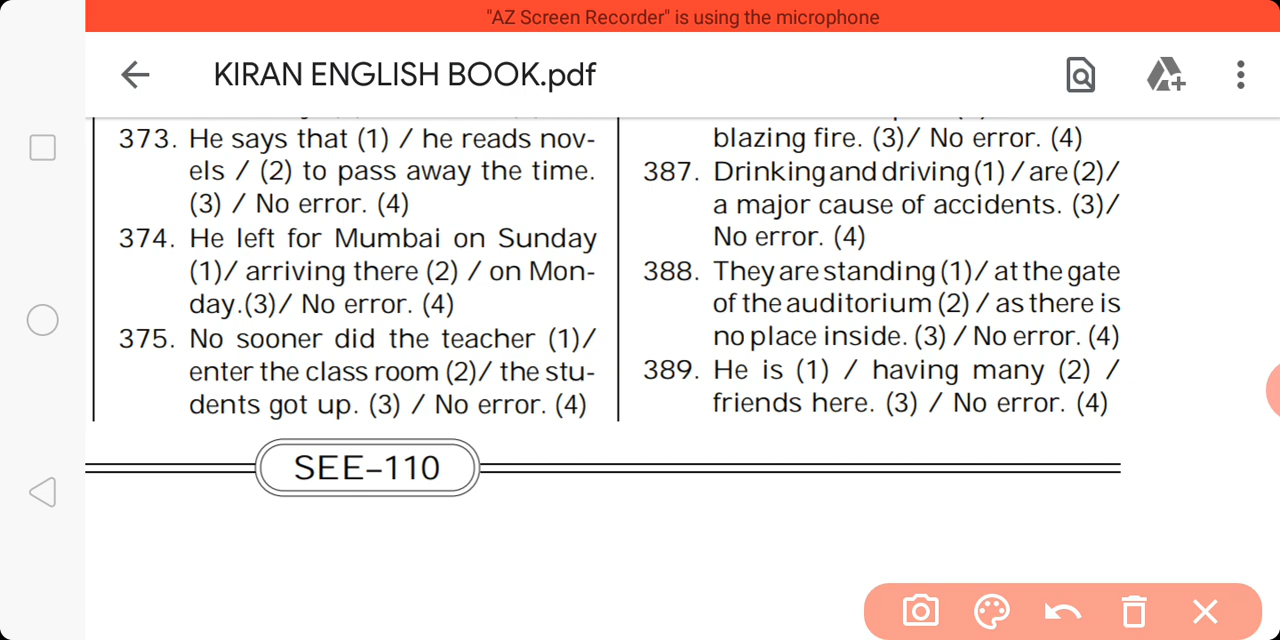 "AZ Screen Recorder" is using the microphone
KIRAN ENGLISH BOOK.pdf
373. He says that (1) / he reads nov-
els / (2) to pass away the time.
(3) / No error. (4)
374. He left for Mumbai on Sunday
(1)/ arriving there (2) / on Mon-
day.(3)/ No error. (4)
375. No sooner did the teacher (1)/
enter the class room (2)/ the stu-
dents got up. (3) / No error. (4)
blazing fire. (3)/ No error. (4)
387. Drinking and driving (1) / are (2)/
a major cause of accidents. (3)/
No error. (4)
388. They are standing (1)/ at the gate
of the auditorium (2) / as there is
no place inside. (3) / No error. (4)
389. He is (1) / having many (2) /
friends here. (3) / No error. (4)
SEE–110